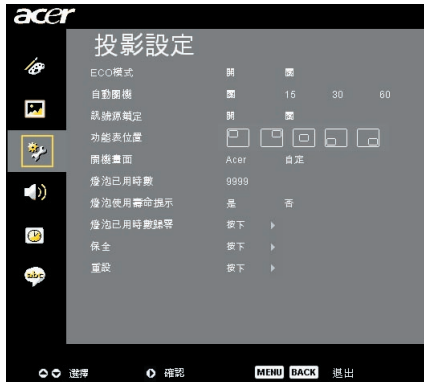 acer
投影設定
ECO模式 開 關
自動關機 關 15 30 60
訊號源鎖定 開 關
功能表位置
開機畫面 Acer 自定
燈泡已用時數 9999
燈泡使用壽命提示 是 否
燈泡已用時數歸零 按下
保全 按下
重設 按下
abc
選擇 確認 MENU BACK 退出